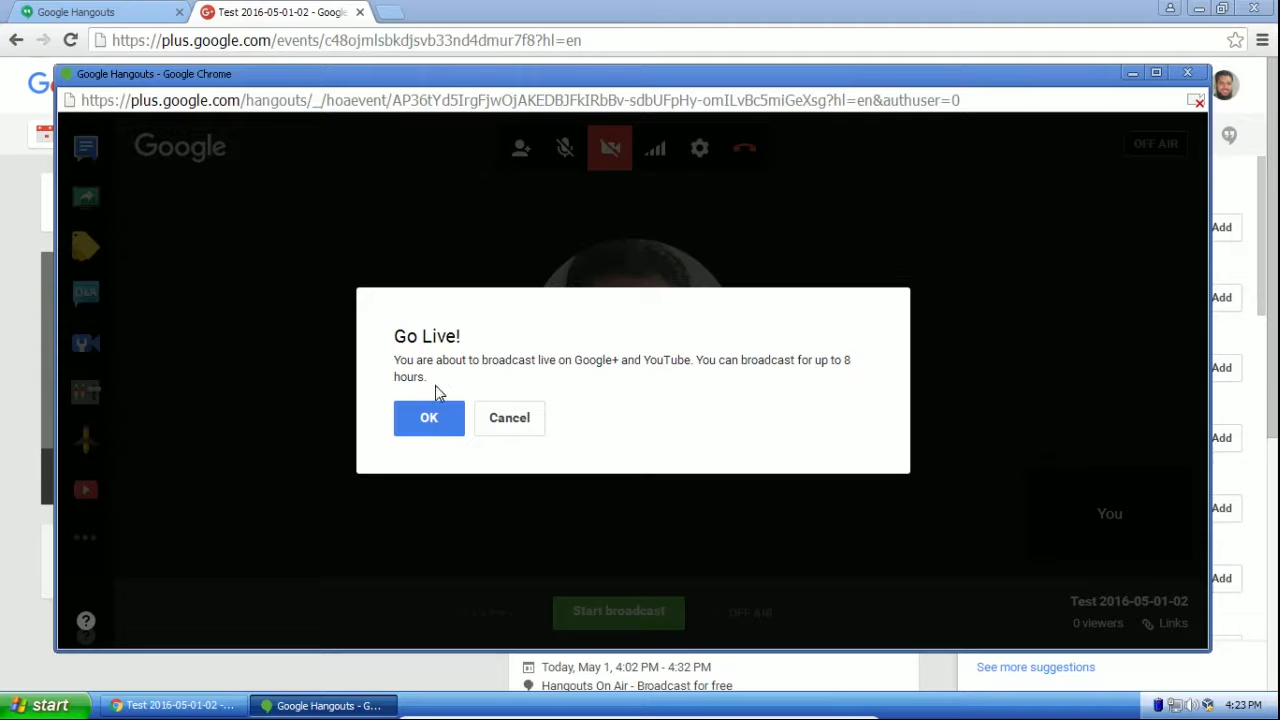 Google Hangouts
Test 2016-05-01-02 - Google
https://plus.google.com/events/c48ojmlsbkdjsvb33nd4dmur7f8?hl=en
Google Hangouts - Google Chrome
https://plus.google.com/hangouts/_/hoaevent/AP36tYd5IrgFjwOjAKEDBJFkIRbBv-sdbUFpHy-omILvBc5miGeXsg?hl=en&authuser=0
Google
OFF AIR
Add
Q&A
Add
Go Live!
You are about to broadcast live on Google+ and YouTube. You can broadcast for up to 8
hours.
Add
OK
Cancel
Add
Add
You
Add
Start broadcast
OFF AIR
Test 2016-05-01-02
0 viewers
Links
Today, May 1, 4:02 PM - 4:32 PM
See more suggestions
Hangouts On Air - Broadcast for free
start
Test 2016-05-01-02 -...
Google Hangouts - G...
4:23 PM